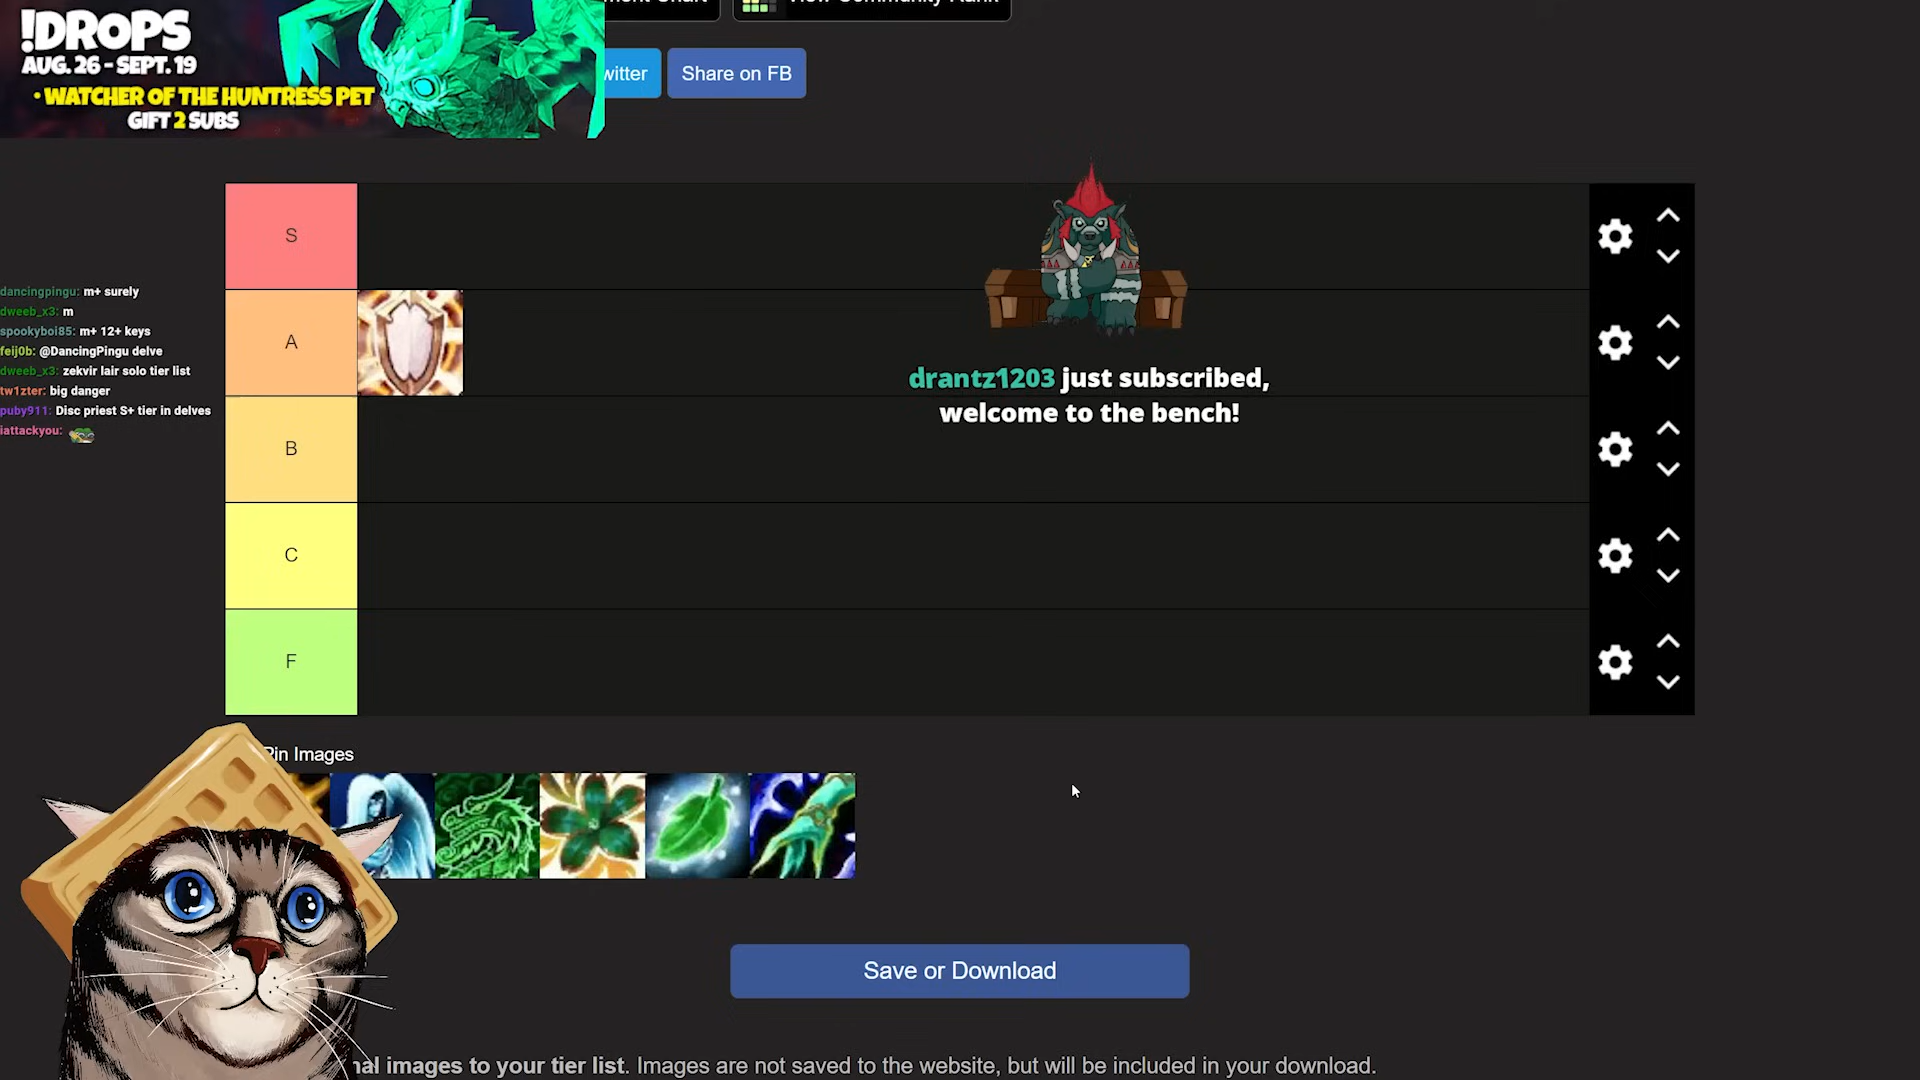 !DROPS
AUG. 26 - SEPT. 19
• WATCHER OF THE HUNTRESS PET
GIFT 2 SUBS
witter
Share on FB
S
A
B
C
F
dancingpingu: m+ surely
dweeb_x3: m
spookyboi85: m+ 12+ keys
feij0b: @DancingPingu delve
dweeb_x3: zekvir lair solo tier list
tw1zter: big danger
puby911: Disc priest S+ tier in delves
iattackyou:
drantz1203 just subscribed,
welcome to the bench!
Pin Images
Save or Download
nal images to your tier list. Images are not saved to the website, but will be included in your download.